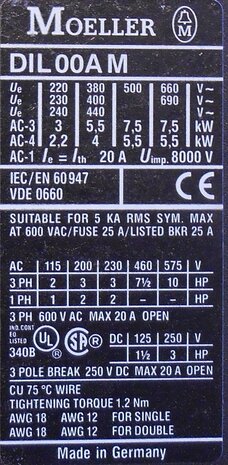 MOELLER
DIL00AM
Ue 220 380 500 660 V~
Ue 230 400 690 V~
Ue 240 440 V~
AC-3 3 5,5 7,5 7,5 kW
AC-4 2,2 4 5,5 5,5 kW
AC-1 Ie = Ith 20 A Uimp. 8000 V
IEC/EN 60947
VDE 0660
CE
SUITABLE FOR 5 KA RMS SYM. MAX
AT 600 VAC/FUSE 25 A/LISTED BKR 25 A
AC 115 200 230 460 575 V
3 PH 2 3 3 7½ 10 HP
1 PH 1 2 2 – – HP
3 PH 600 V AC MAX 20 A OPEN
IND.CONT
EQ
LISTED
340B
UL SA DC 125 250 V
1½ 3 HP
3 POLE BREAK 250 V DC MAX 20 A OPEN
CU 75 °C WIRE
TIGHTENING TORQUE 1,2 Nm
AWG 18 AWG 12 FOR SINGLE
AWG 18 AWG 12 FOR DOUBLE
Made in Germany